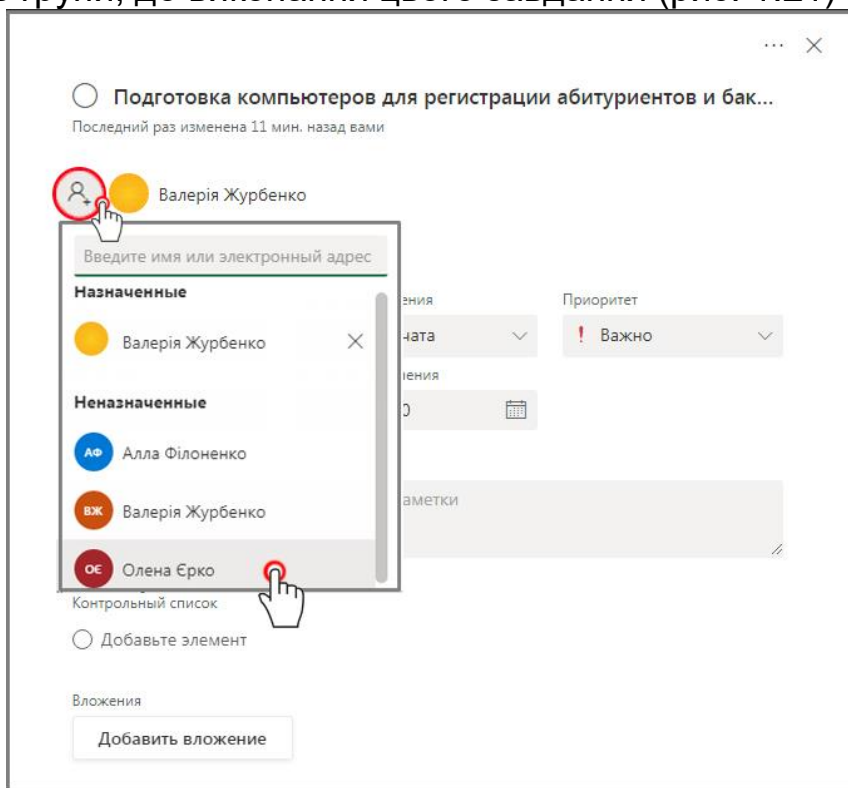 Подготовка компьютеров для регистрации абитуриентов и бак...
Последний раз изменена 11 мин. назад вами
Валерія Журбенко
Введите имя или электронный адрес
Назначенные
Валерія Журбенко
Неназначенные
АФ Алла Філоненко
ВЖ Валерія Журбенко
ОЄ Олена Єрко
Приоритет
! Важно
Контрольный список
Добавьте элемент
Вложения
Добавить вложение